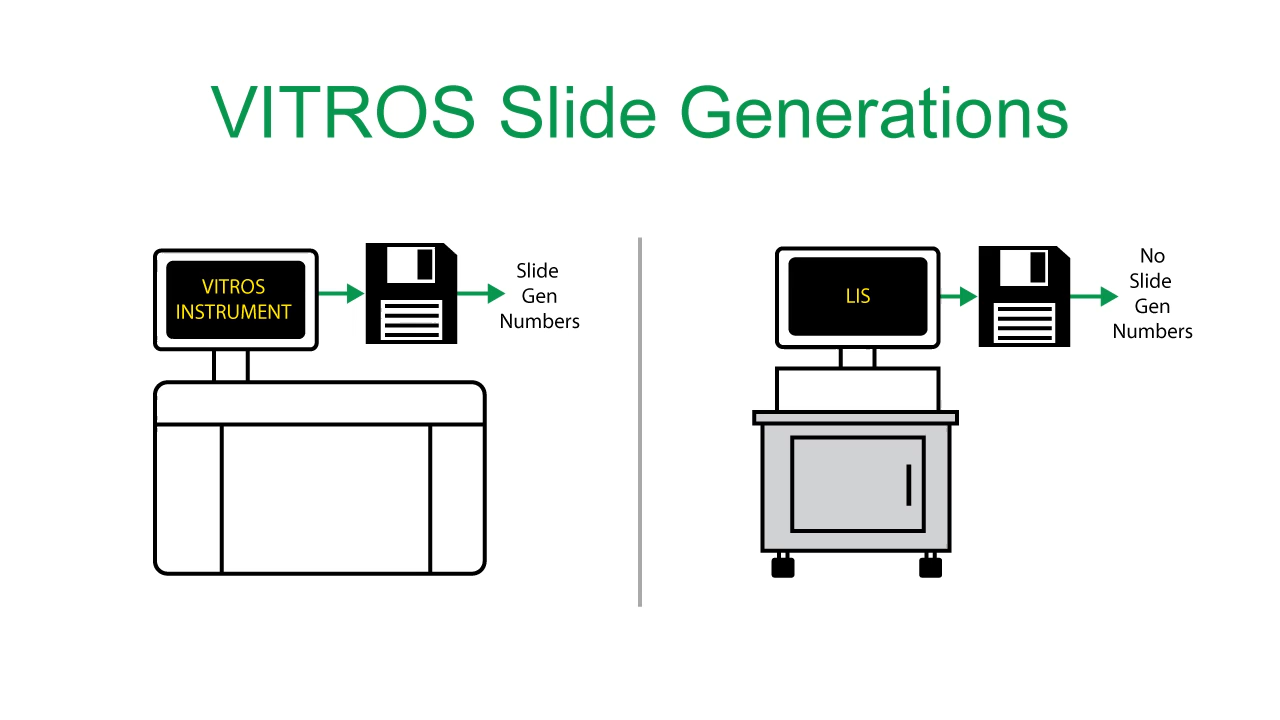 VITROS Slide Generations
VITROS
INSTRUMENT
Slide
Gen
Numbers
LIS
No
Slide
Gen
Numbers